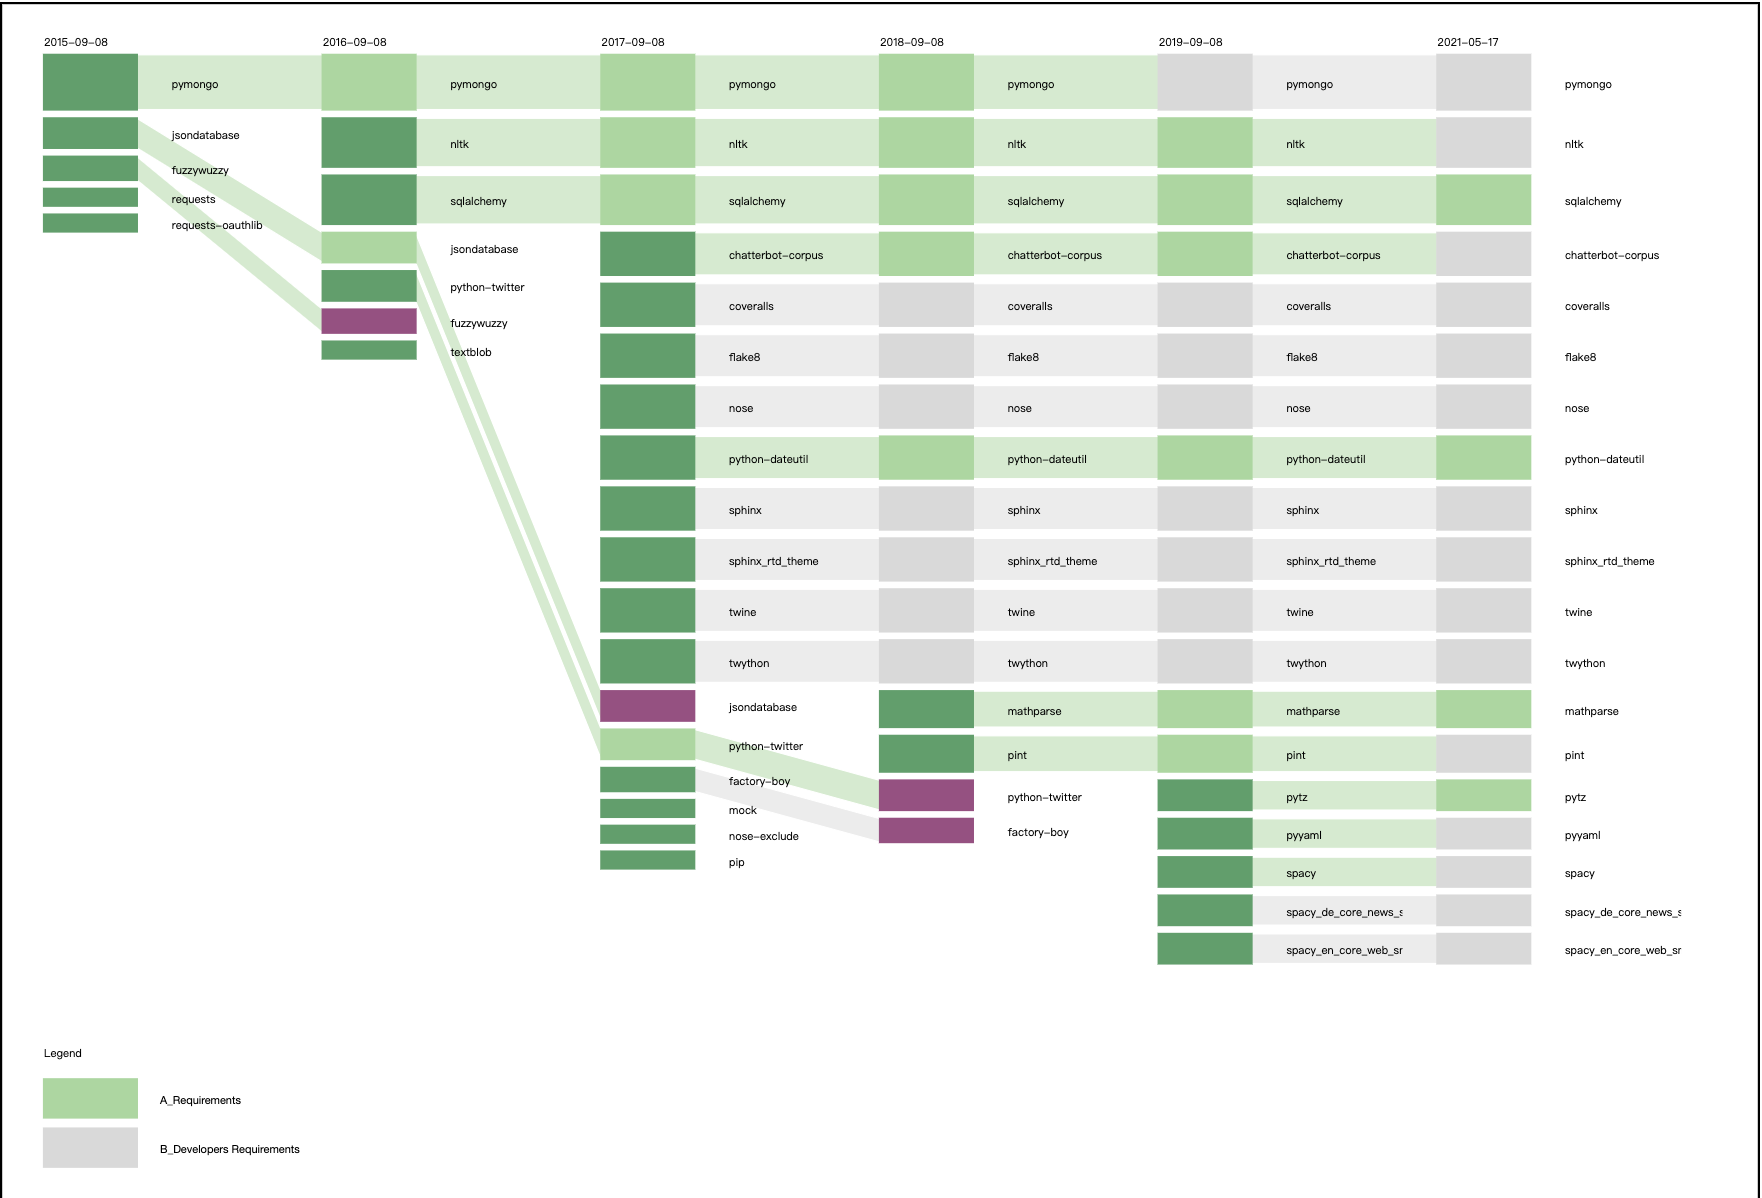 2015-09-08 2016-09-08 2017-09-08 2018-09-08 2019-09-08 2021-05-17
pymongo pymongo pymongo pymongo pymongo pymongo
jsondatabase nltk nltk nltk nltk nltk
fuzzywuzzy
requests sqlalchemy sqlalchemy sqlalchemy sqlalchemy sqlalchemy
requests-oauthlib
jsondatabase chatterbot-corpus chatterbot-corpus chatterbot-corpus chatterbot-corpus
python-twitter coveralls coveralls coveralls coveralls
fuzzywuzzy
textblob flake8 flake8 flake8 flake8
nose nose nose nose
python-dateutil python-dateutil python-dateutil python-dateutil
sphinx sphinx sphinx sphinx
sphinx_rtd_theme sphinx_rtd_theme sphinx_rtd_theme sphinx_rtd_theme
twine twine twine twine
twython twython twython twython
jsondatabase mathparse mathparse mathparse
python-twitter pint pint pint
factory-boy python-twitter pytz pytz
mock
nose-exclude factory-boy pyyaml pyyaml
pip spacy spacy
spacy_de_core_news_s spacy_de_core_news_s
spacy_en_core_web_sr spacy_en_core_web_sr
Legend
A_Requirements
B_Developers Requirements